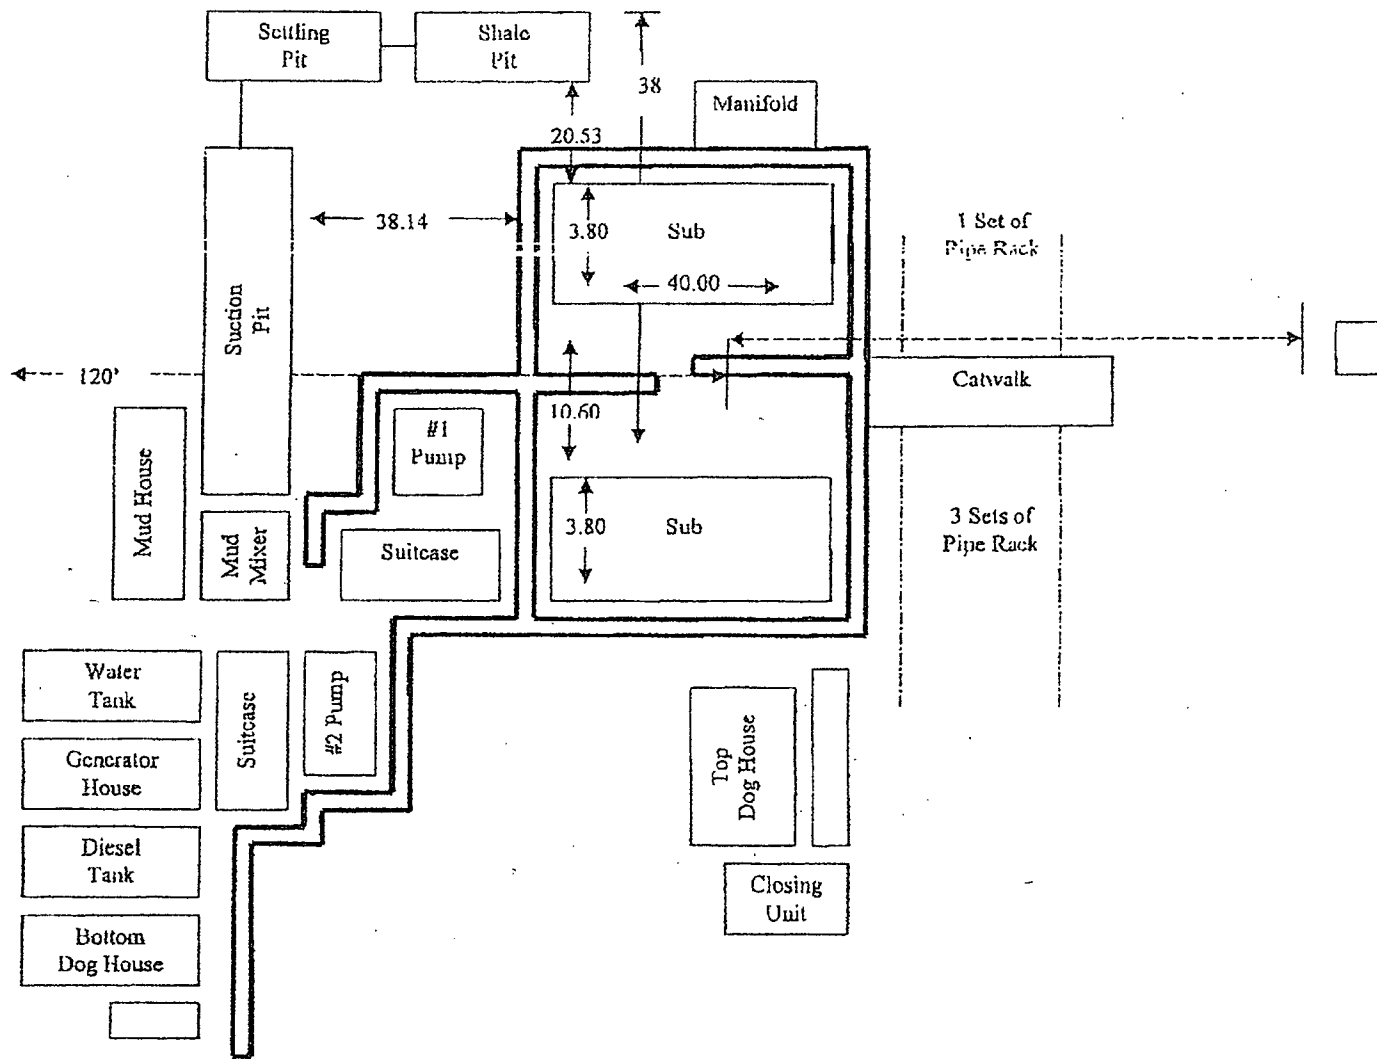 Settling
Pit
Shale
Pit
38
Manifold
20.53
38.14
3.80
Sub
40.00
1 Set of
Pipe Rack
Suction
Pit
120'
Catwalk
10.60
#1
Pump
Mud House
Mud
Mixer
Suitcase
3.80
Sub
3 Sets of
Pipe Rack
Water
Tank
Suitcase
#2 Pump
Generator
House
Top
Dog House
Diesel
Tank
Closing
Unit
Bottom
Dog House